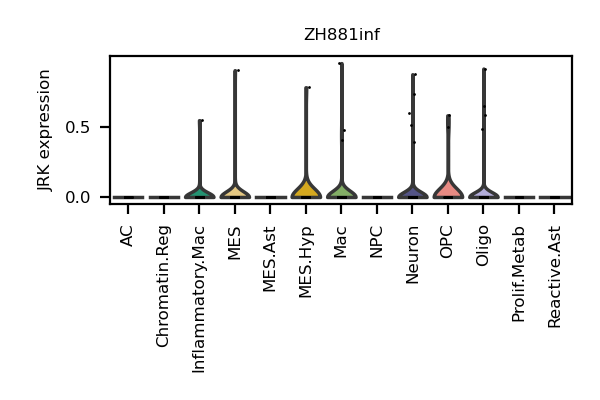 ZH881inf
JRK expression
0.5
0.0
AC
Chromatin.Reg
Inflammatory.Mac
MES
MES.Ast
MES.Hyp
Mac
NPC
Neuron
OPC
Oligo
Prolif.Metab
Reactive.Ast